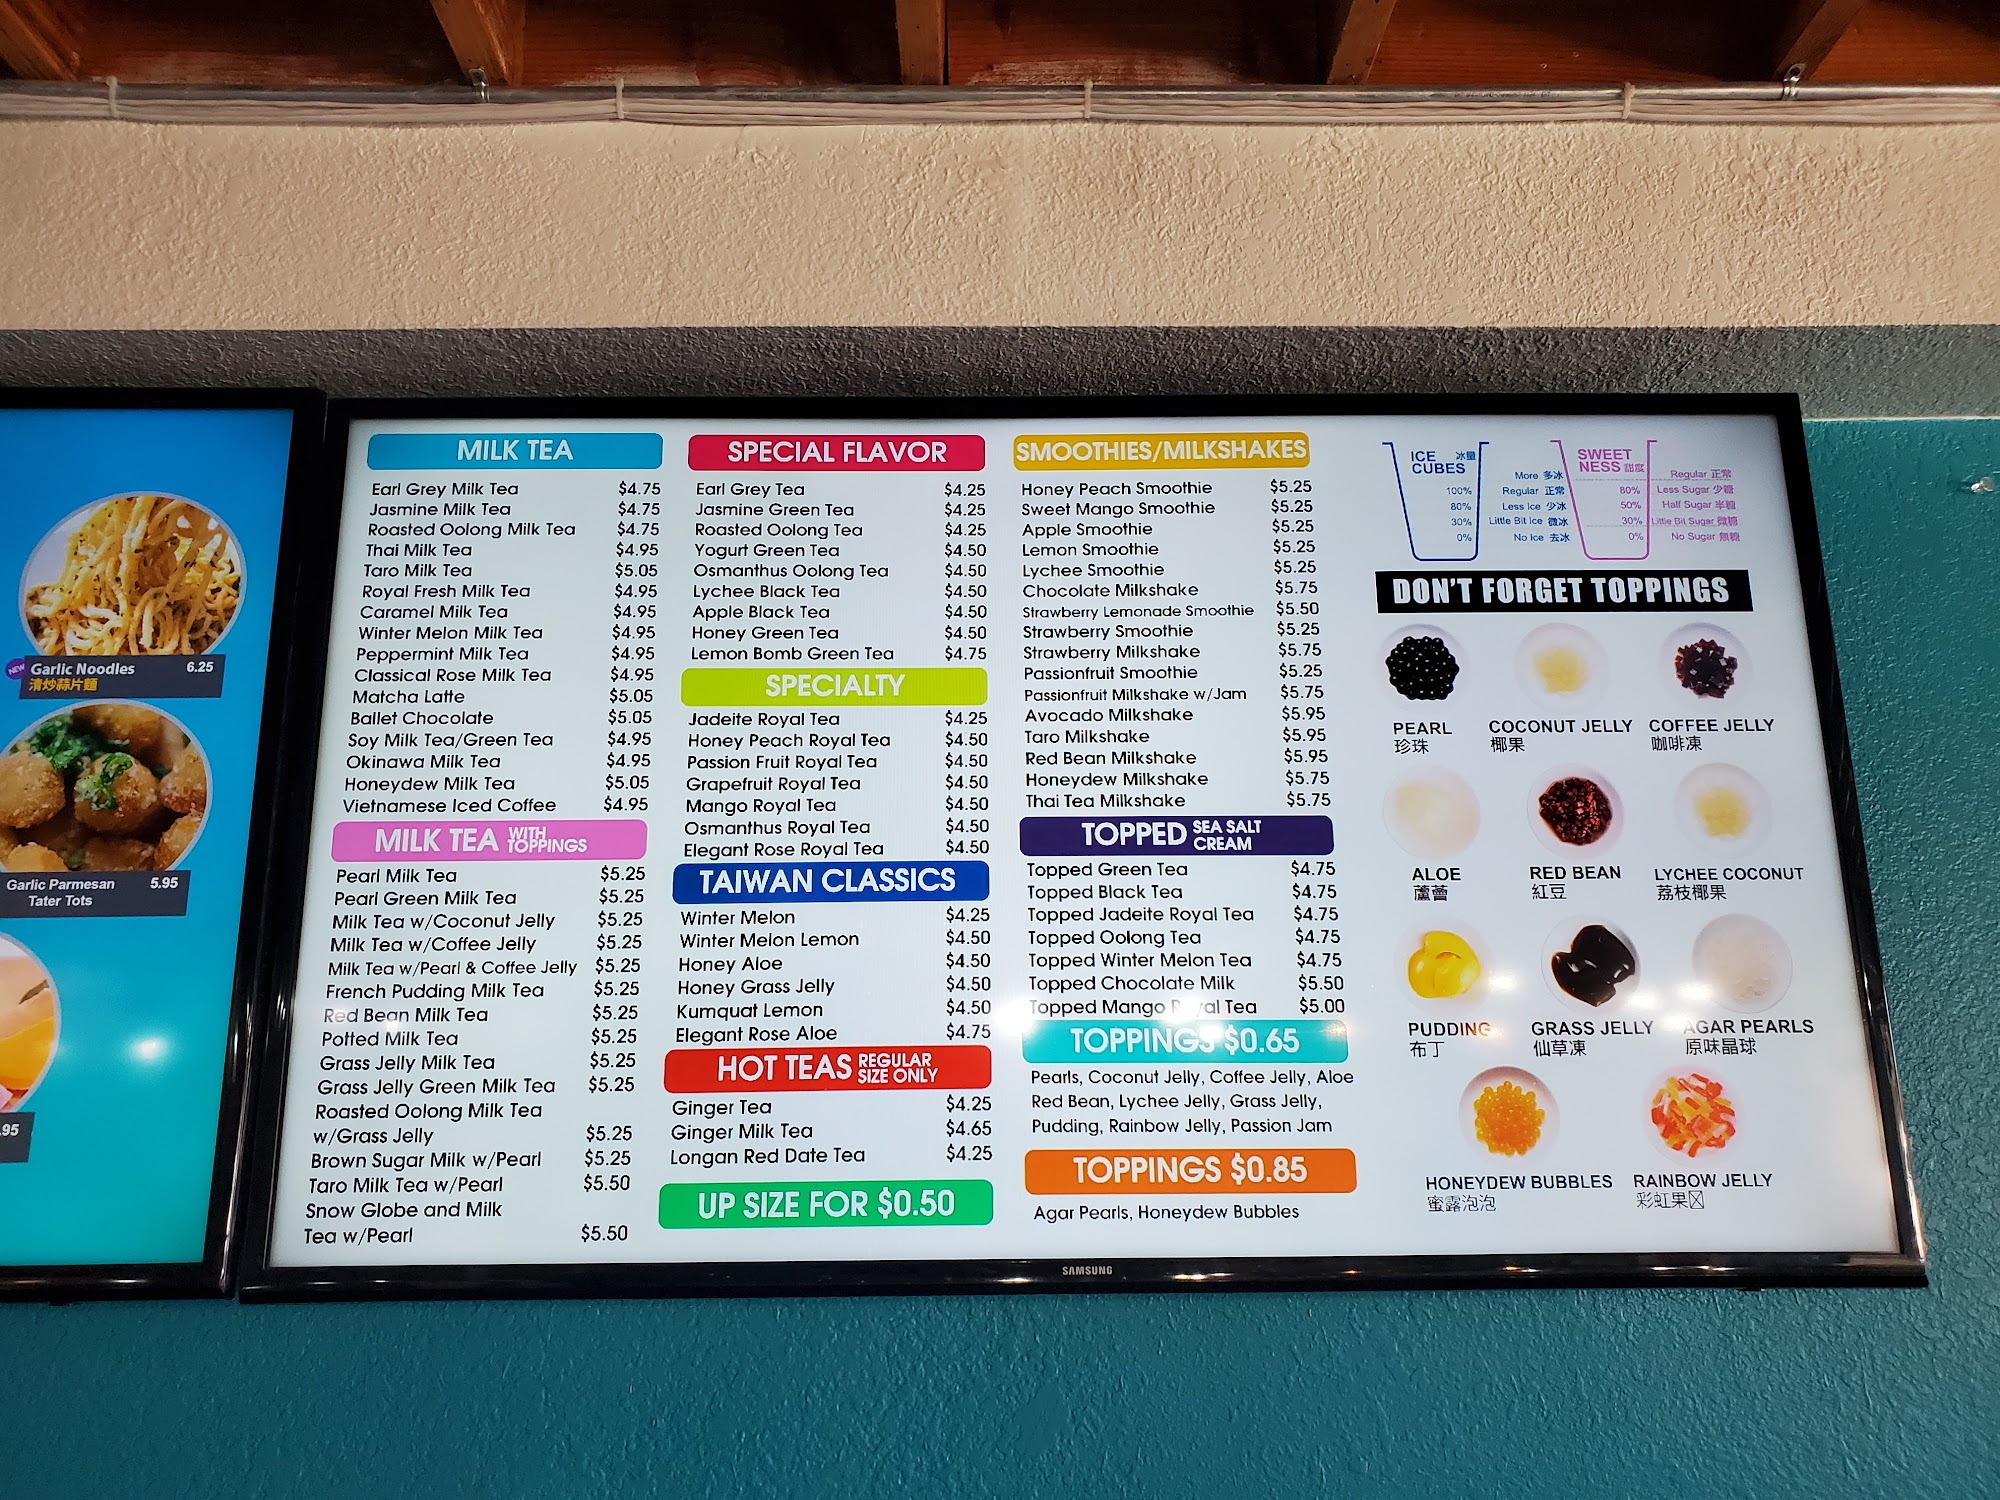 NEW Garlic Noodles 6.25
清炒蒜片麵
Garlic Parmesan 5.95
Tater Tots
.95
MILK TEA
Earl Grey Milk Tea $4.75
Jasmine Milk Tea $4.75
Roasted Oolong Milk Tea $4.75
Thai Milk Tea $4.95
Taro Milk Tea $5.05
Royal Fresh Milk Tea $4.95
Caramel Milk Tea $4.95
Winter Melon Milk Tea $4.95
Peppermint Milk Tea $4.95
Classical Rose Milk Tea $4.95
Matcha Latte $5.05
Ballet Chocolate $5.05
Soy Milk Tea/Green Tea $4.95
Okinawa Milk Tea $4.95
Honeydew Milk Tea $5.05
Vietnamese Iced Coffee $4.95
MILK TEA WITH TOPPINGS
Pearl Milk Tea $5.25
Pearl Green Milk Tea $5.25
Milk Tea w/Coconut Jelly $5.25
Milk Tea w/Coffee Jelly $5.25
Milk Tea w/Pearl & Coffee Jelly $5.25
French Pudding Milk Tea $5.25
Red Bean Milk Tea $5.25
Potted Milk Tea $5.25
Grass Jelly Milk Tea $5.25
Grass Jelly Green Milk Tea $5.25
Roasted Oolong Milk Tea
w/Grass Jelly $5.25
Brown Sugar Milk w/Pearl $5.25
Taro Milk Tea w/Pearl $5.50
Snow Globe and Milk
Tea w/Pearl $5.50
SPECIAL FLAVOR
Earl Grey Tea $4.25
Jasmine Green Tea $4.25
Roasted Oolong Tea $4.25
Yogurt Green Tea $4.50
Osmanthus Oolong Tea $4.50
Lychee Black Tea $4.50
Apple Black Tea $4.50
Honey Green Tea $4.50
Lemon Bomb Green Tea $4.75
SPECIALTY
Jadeite Royal Tea $4.25
Honey Peach Royal Tea $4.50
Passion Fruit Royal Tea $4.50
Grapefruit Royal Tea $4.50
Mango Royal Tea $4.50
Osmanthus Royal Tea $4.50
Elegant Rose Royal Tea $4.50
TAIWAN CLASSICS
Winter Melon $4.25
Winter Melon Lemon $4.50
Honey Aloe $4.50
Honey Grass Jelly $4.50
Kumquat Lemon $4.50
Elegant Rose Aloe $4.75
HOT TEAS REGULAR SIZE ONLY
Ginger Tea $4.25
Ginger Milk Tea $4.65
Longan Red Date Tea $4.25
UP SIZE FOR $0.50
SMOOTHIES/MILKSHAKES
Honey Peach Smoothie $5.25
Sweet Mango Smoothie $5.25
Apple Smoothie $5.25
Lemon Smoothie $5.25
Lychee Smoothie $5.25
Chocolate Milkshake $5.75
Strawberry Lemonade Smoothie $5.50
Strawberry Smoothie $5.25
Strawberry Milkshake $5.75
Passionfruit Smoothie $5.25
Passionfruit Milkshake w/Jam $5.75
Avocado Milkshake $5.95
Taro Milkshake $5.95
Red Bean Milkshake $5.95
Honeydew Milkshake $5.75
Thai Tea Milkshake $5.75
TOPPED SEA SALT CREAM
Topped Green Tea $4.75
Topped Black Tea $4.75
Topped Jadeite Royal Tea $4.75
Topped Oolong Tea $4.75
Topped Winter Melon Tea $4.75
Topped Chocolate Milk $5.50
Topped Mango Royal Tea $5.00
TOPPINGS $0.65
Pearls, Coconut Jelly, Coffee Jelly, Aloe
Red Bean, Lychee Jelly, Grass Jelly,
Pudding, Rainbow Jelly, Passion Jam
TOPPINGS $0.85
Agar Pearls, Honeydew Bubbles
ICE CUBES 冰量
More 多冰
100% Regular 正常
80% Less Ice 少冰
30% Little Bit Ice 微冰
0% No Ice 去冰
SWEET NESS 甜度
Regular 正常
80% Less Sugar 少糖
50% Half Sugar 半糖
30% Little Bit Sugar 微糖
0% No Sugar 無糖
DON'T FORGET TOPPINGS
PEARL COCONUT JELLY COFFEE JELLY
珍珠 椰果 咖啡凍
ALOE RED BEAN LYCHEE COCONUT
蘆薈 紅豆 荔枝椰果
PUDDING GRASS JELLY AGAR PEARLS
布丁 仙草凍 原味晶球
HONEYDEW BUBBLES RAINBOW JELLY
蜜露泡泡 彩虹果
SAMSUNG